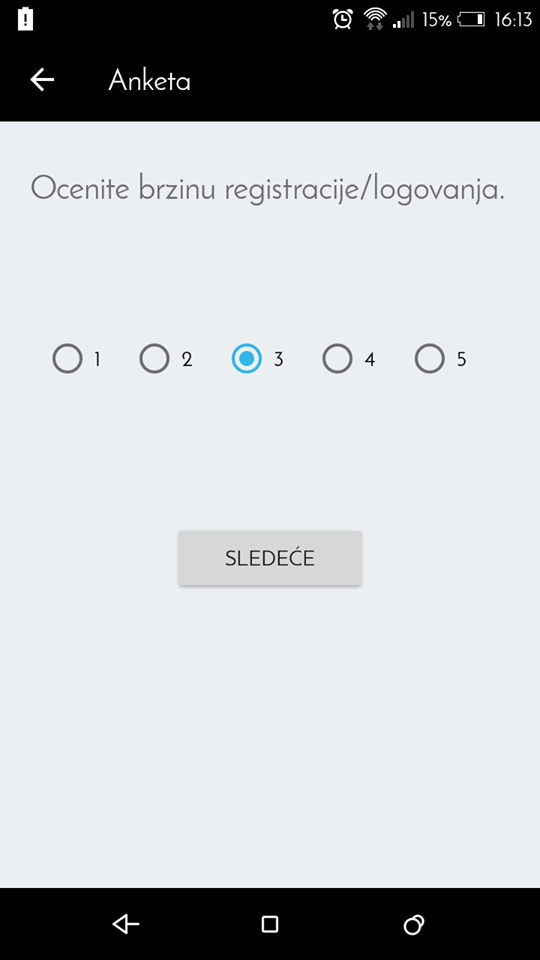 15% 16:13
Anketa
Ocenite brzinu registracije/logovanja.
1 2 3 4 5
SLEDEĆE